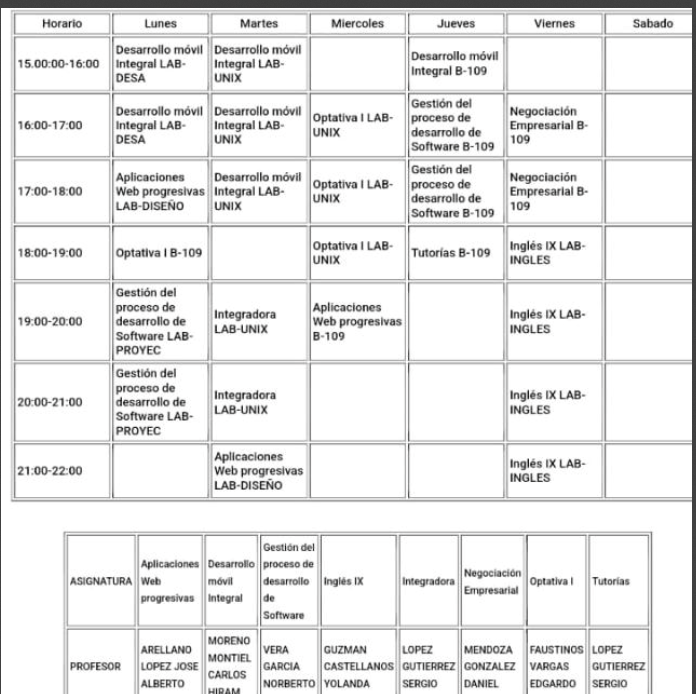 Horario Lunes Martes Miercoles Jueves Viernes Sabado
15.00:00-16:00
Desarrollo móvil
Integral LAB-
DESA
Desarrollo móvil
Integral LAB-
UNIX
Desarrollo móvil
Integral B-109
16:00-17:00
Desarrollo móvil
Integral LAB-
DESA
Desarrollo móvil
Integral LAB-
UNIX
Optativa I LAB-
UNIX
Gestión del
proceso de
desarrollo de
Software B-109
Negociación
Empresarial B-
109
17:00-18:00
Aplicaciones
Web progresivas
LAB-DISEÑO
Desarrollo móvil
Integral LAB-
UNIX
Optativa I LAB-
UNIX
Gestión del
proceso de
desarrollo de
Software B-109
Negociación
Empresarial B-
109
18:00-19:00
Optativa I B-109
Optativa I LAB-
UNIX
Tutorías B-109
Inglés IX LAB-
INGLES
19:00-20:00
Gestión del
proceso de
desarrollo de
Software LAB-
PROYEC
Integradora
LAB-UNIX
Aplicaciones
Web progresivas
B-109
Inglés IX LAB-
INGLES
20:00-21:00
Gestión del
proceso de
desarrollo de
Software LAB-
PROYEC
Integradora
LAB-UNIX
Inglés IX LAB-
INGLES
21:00-22:00
Aplicaciones
Web progresivas
LAB-DISEÑO
Inglés IX LAB-
INGLES
ASIGNATURA
Aplicaciones
Web
progresivas
Desarrollo
móvil
Integral
Gestión del
proceso de
desarrollo
de
Software
Inglés IX
Integradora
Negociación
Empresarial
Optativa I
Tutorías
PROFESOR
ARELLANO
LOPEZ JOSE
ALBERTO
MORENO
MONTIEL
CARLOS
HIRAM
VERA
GARCIA
NORBERTO
GUZMAN
CASTELLANOS
YOLANDA
LOPEZ
GUTIERREZ
SERGIO
MENDOZA
GONZALEZ
DANIEL
FAUSTINOS
VARGAS
EDGARDO
LOPEZ
GUTIERREZ
SERGIO